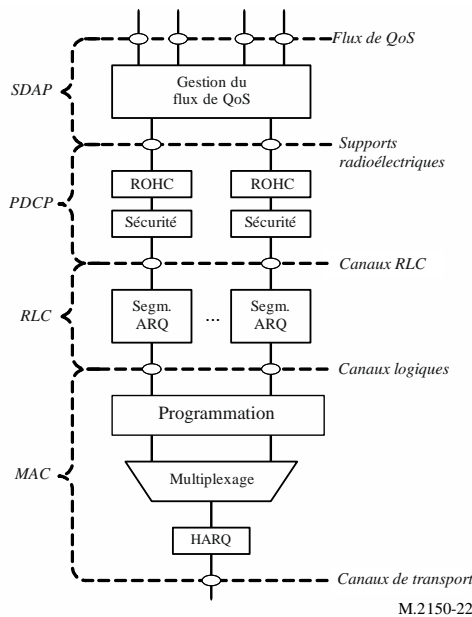 Flux de QoS
Gestion du
flux de QoS
SDAP
Supports
radioélectriques
ROHC
ROHC
PDCP
Sécurité
Sécurité
Canaux RLC
Segm.
ARQ
...
Segm.
ARQ
RLC
Canaux logiques
Programmation
MAC
Multiplexage
HARQ
Canaux de transport
M.2150-22